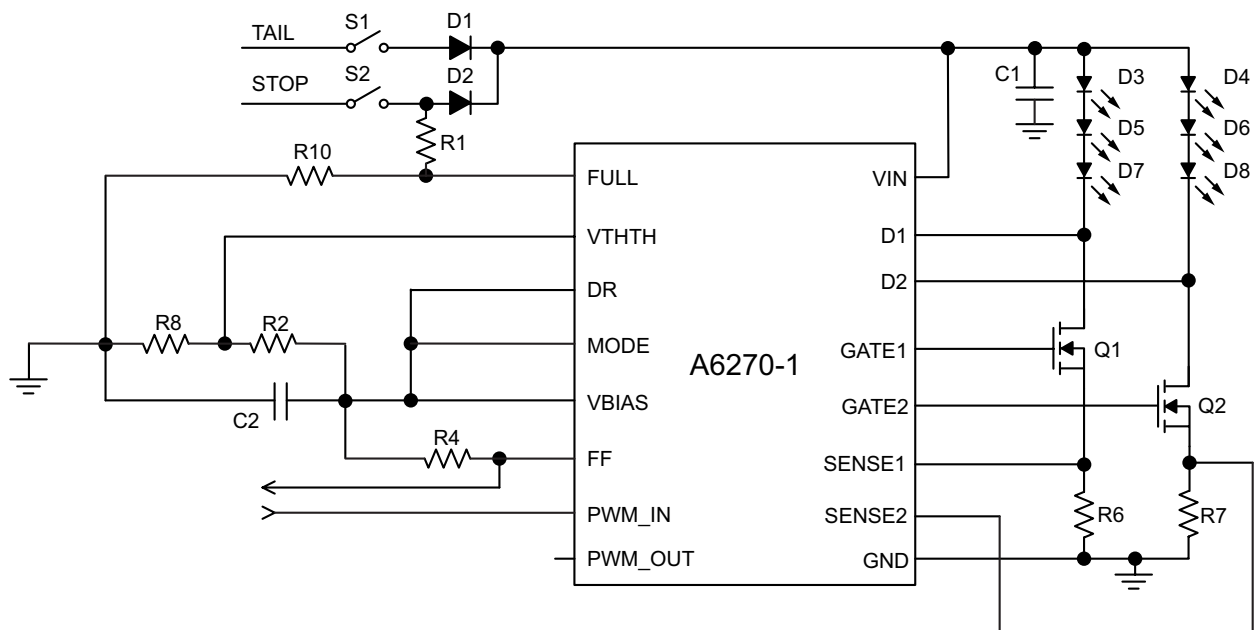 TAIL
S1
D1
STOP
S2
D2
R1
C1
D3
D4
D5
D6
D7
D8
R10
FULL
VIN
VTHTH
D1
DR
D2
R8
R2
MODE
A6270-1
GATE1
Q1
C2
VBIAS
GATE2
Q2
R4
FF
SENSE1
PWM_IN
SENSE2
R6
R7
PWM_OUT
GND